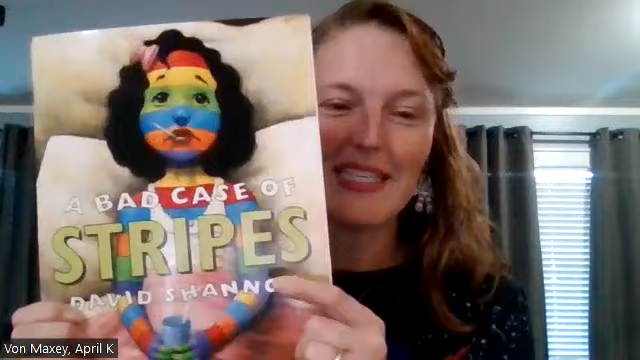 A BAD CASE OF
STRIPES
DAVID SHANNO
Von Maxey, April K